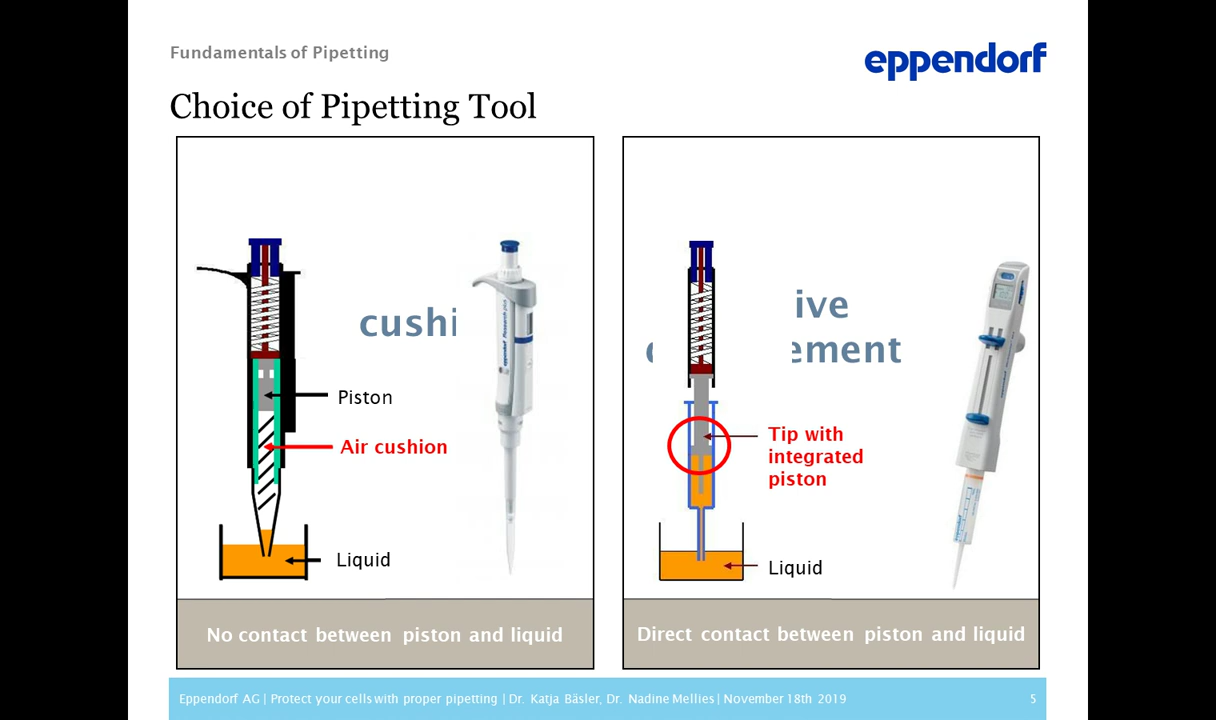 Fundamentals of Pipetting
eppendorf
Choice of Pipetting Tool
Piston
Air cushion
Liquid
No contact between piston and liquid
Tip with
integrated
piston
Liquid
Direct contact between piston and liquid
Eppendorf AG | Protect your cells with proper pipetting | Dr. Katja Bäsler, Dr. Nadine Mellies | November 18th 2019
5